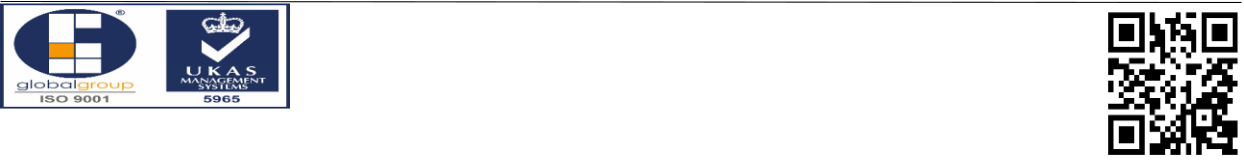 ®
globalgroup
ISO 9001
UKAS
MANAGEMENT
SYSTEMS
5965